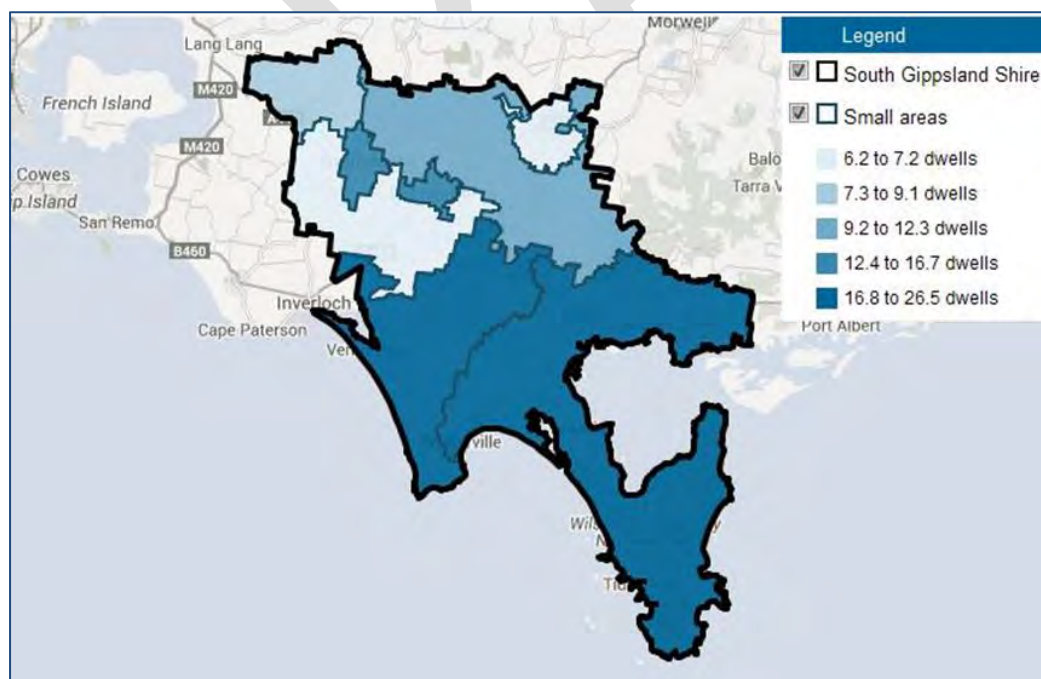 Morwell
Lang Lang
M420
French Island
M420
Cowes
San Remo
B460
Inverloch
Cape Paterson
Port Albert
Legend
South Gippsland Shire
Small areas
6.2 to 7.2 dwells
7.3 to 9.1 dwells
9.2 to 12.3 dwells
12.4 to 16.7 dwells
16.8 to 26.5 dwells